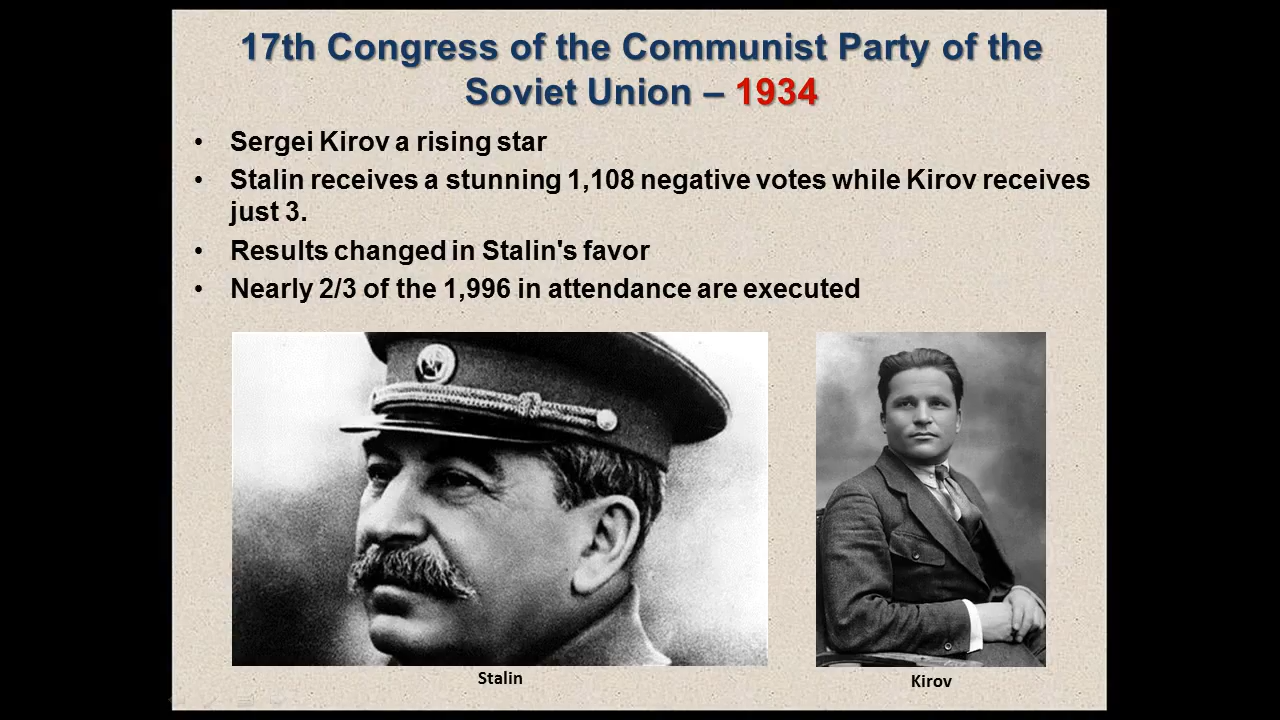 17th Congress of the Communist Party of the
Soviet Union – 1934
• Sergei Kirov a rising star
• Stalin receives a stunning 1,108 negative votes while Kirov receives
just 3.
• Results changed in Stalin's favor
• Nearly 2/3 of the 1,996 in attendance are executed
Stalin
Kirov